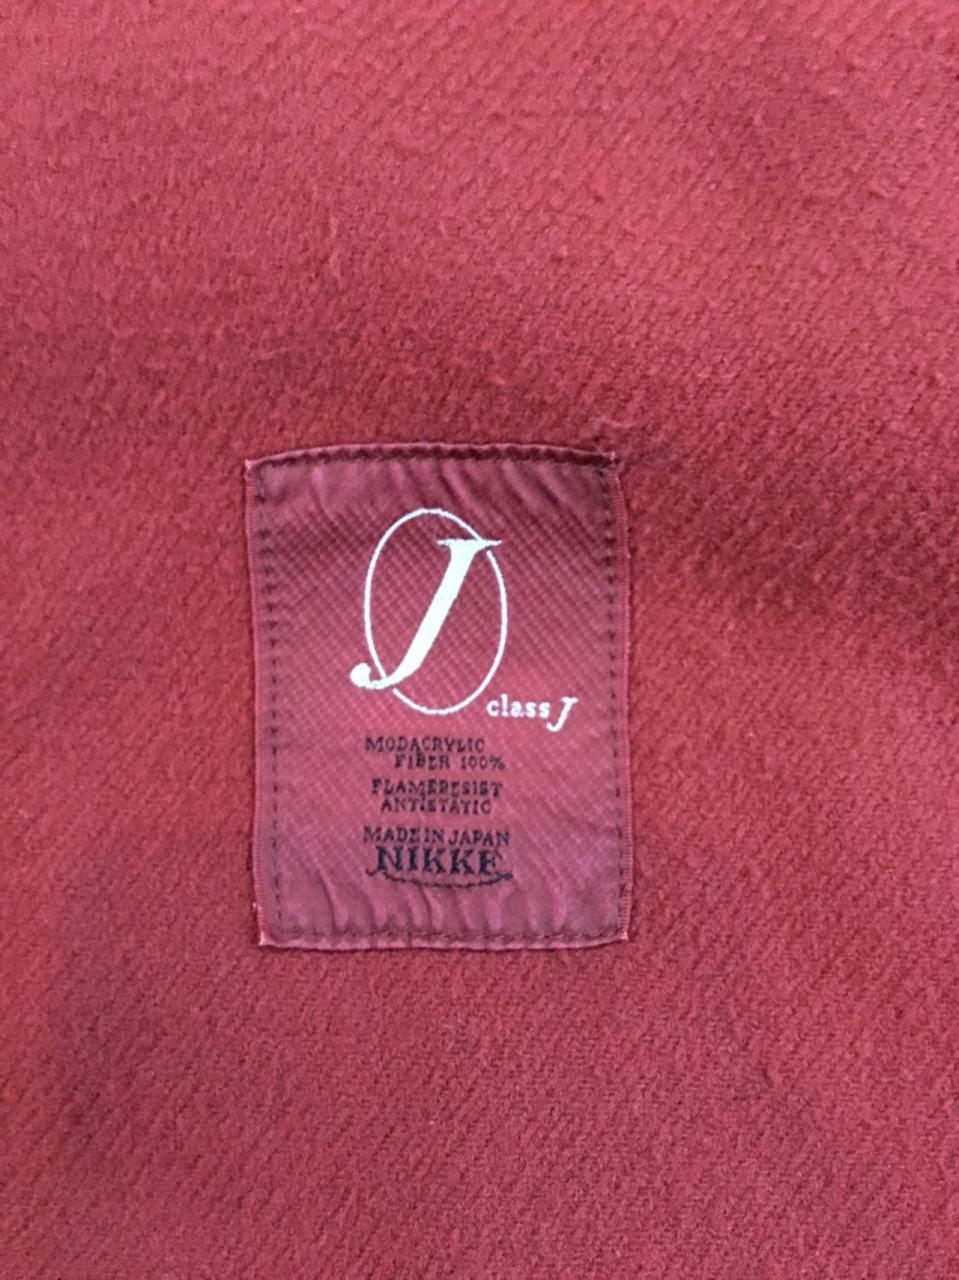 J
class J
MODACRYLIC
FIBER 100%
FLAMERESIST
ANTISTATIC
MADE IN JAPAN
NIKKE